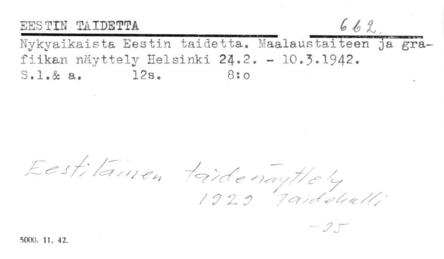 EESTIN TAIDETTA 662.
Nykyaikaista Eestin taidetta. Maalaustaiteen ja gra-
fiikan näyttely Helsinki 24.2. - 10.3.1942.
S.l.& a. 12s. 8:o
Eestiläinen taidenäyttely
1929 Taidehalli
-25
5000. 11. 42.